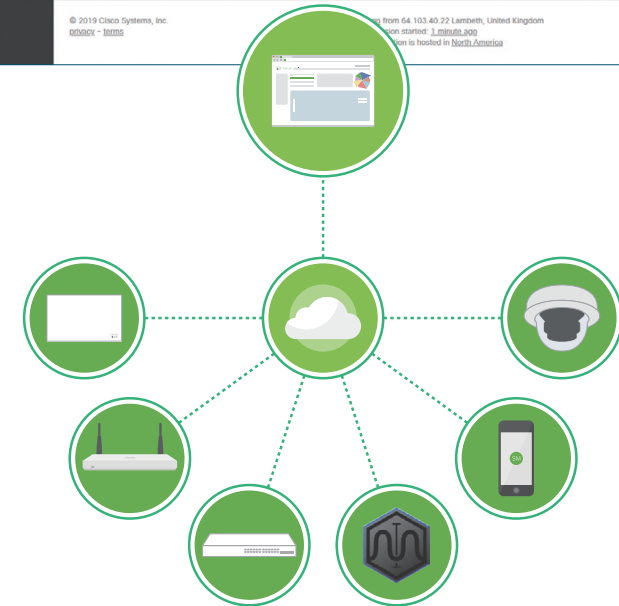 © 2019 Cisco Systems, Inc.
privacy - terms
from 64.103.40.22 Lambeth, United Kingdom
started: 1 minute ago
is hosted in North America
SM